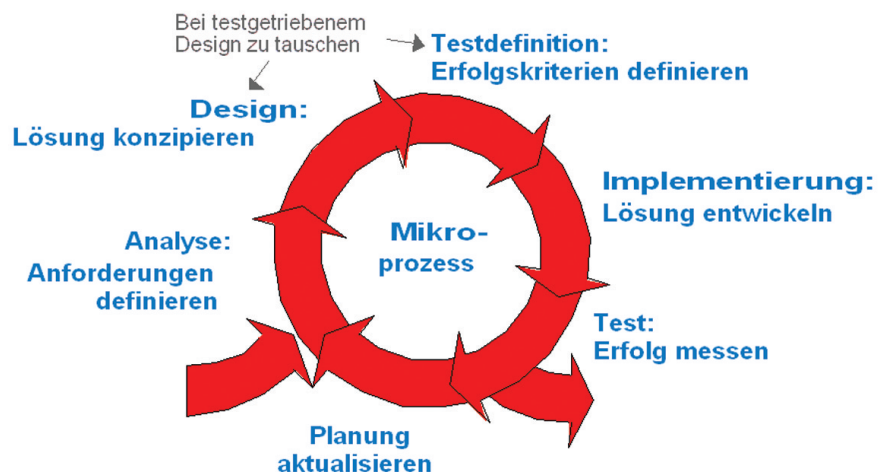 Bei testgetriebenem
Design zu tauschen
Testdefinition:
Erfolgskriterien definieren
Design:
Lösung konzipieren
Implementierung:
Lösung entwickeln
Mikro-
prozess
Analyse:
Anforderungen
definieren
Test:
Erfolg messen
Planung
aktualisieren